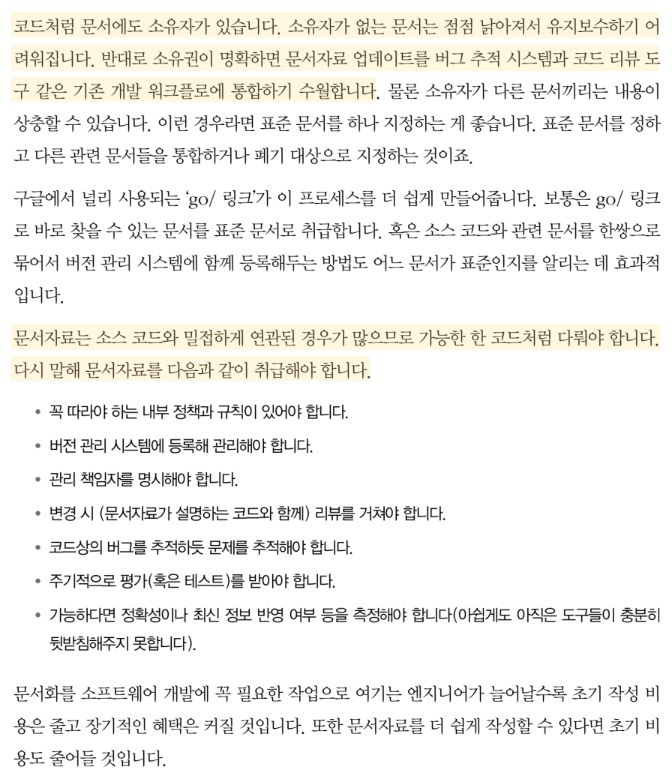 코드처럼 문서에도 소유자가 있습니다. 소유자가 없는 문서는 점점 낡아져서 유지보수하기 어
려워집니다. 반대로 소유권이 명확하면 문서자료 업데이트를 버그 추적 시스템과 코드 리뷰 도
구 같은 기존 개발 워크플로에 통합하기 수월합니다. 물론 소유자가 다른 문서끼리는 내용이
상충할 수 있습니다. 이런 경우라면 표준 문서를 하나 지정하는 게 좋습니다. 표준 문서를 정하
고 다른 관련 문서들을 통합하거나 폐기 대상으로 지정하는 것이죠.
구글에서 널리 사용되는 ‘go/ 링크’가 이 프로세스를 더 쉽게 만들어줍니다. 보통은 go/ 링크
로 바로 찾을 수 있는 문서를 표준 문서로 취급합니다. 혹은 소스 코드와 관련 문서를 한쌍으로
묶어서 버전 관리 시스템에 함께 등록해두는 방법도 어느 문서가 표준인지를 알리는 데 효과적
입니다.
문서자료는 소스 코드와 밀접하게 연관된 경우가 많으므로 가능한 한 코드처럼 다뤄야 합니다.
다시 말해 문서자료를 다음과 같이 취급해야 합니다.
• 꼭 따라야 하는 내부 정책과 규칙이 있어야 합니다.
• 버전 관리 시스템에 등록해 관리해야 합니다.
• 관리 책임자를 명시해야 합니다.
• 변경 시 (문서자료가 설명하는 코드와 함께) 리뷰를 거쳐야 합니다.
• 코드상의 버그를 추적하듯 문제를 추적해야 합니다.
• 주기적으로 평가(혹은 테스트)를 받아야 합니다.
• 가능하다면 정확성이나 최신 정보 반영 여부 등을 측정해야 합니다(아쉽게도 아직은 도구들이 충분히
뒷받침해주지 못합니다).
문서화를 소프트웨어 개발에 꼭 필요한 작업으로 여기는 엔지니어가 늘어날수록 초기 작성 비
용은 줄고 장기적인 혜택은 커질 것입니다. 또한 문서자료를 더 쉽게 작성할 수 있다면 초기 비
용도 줄어들 것입니다.